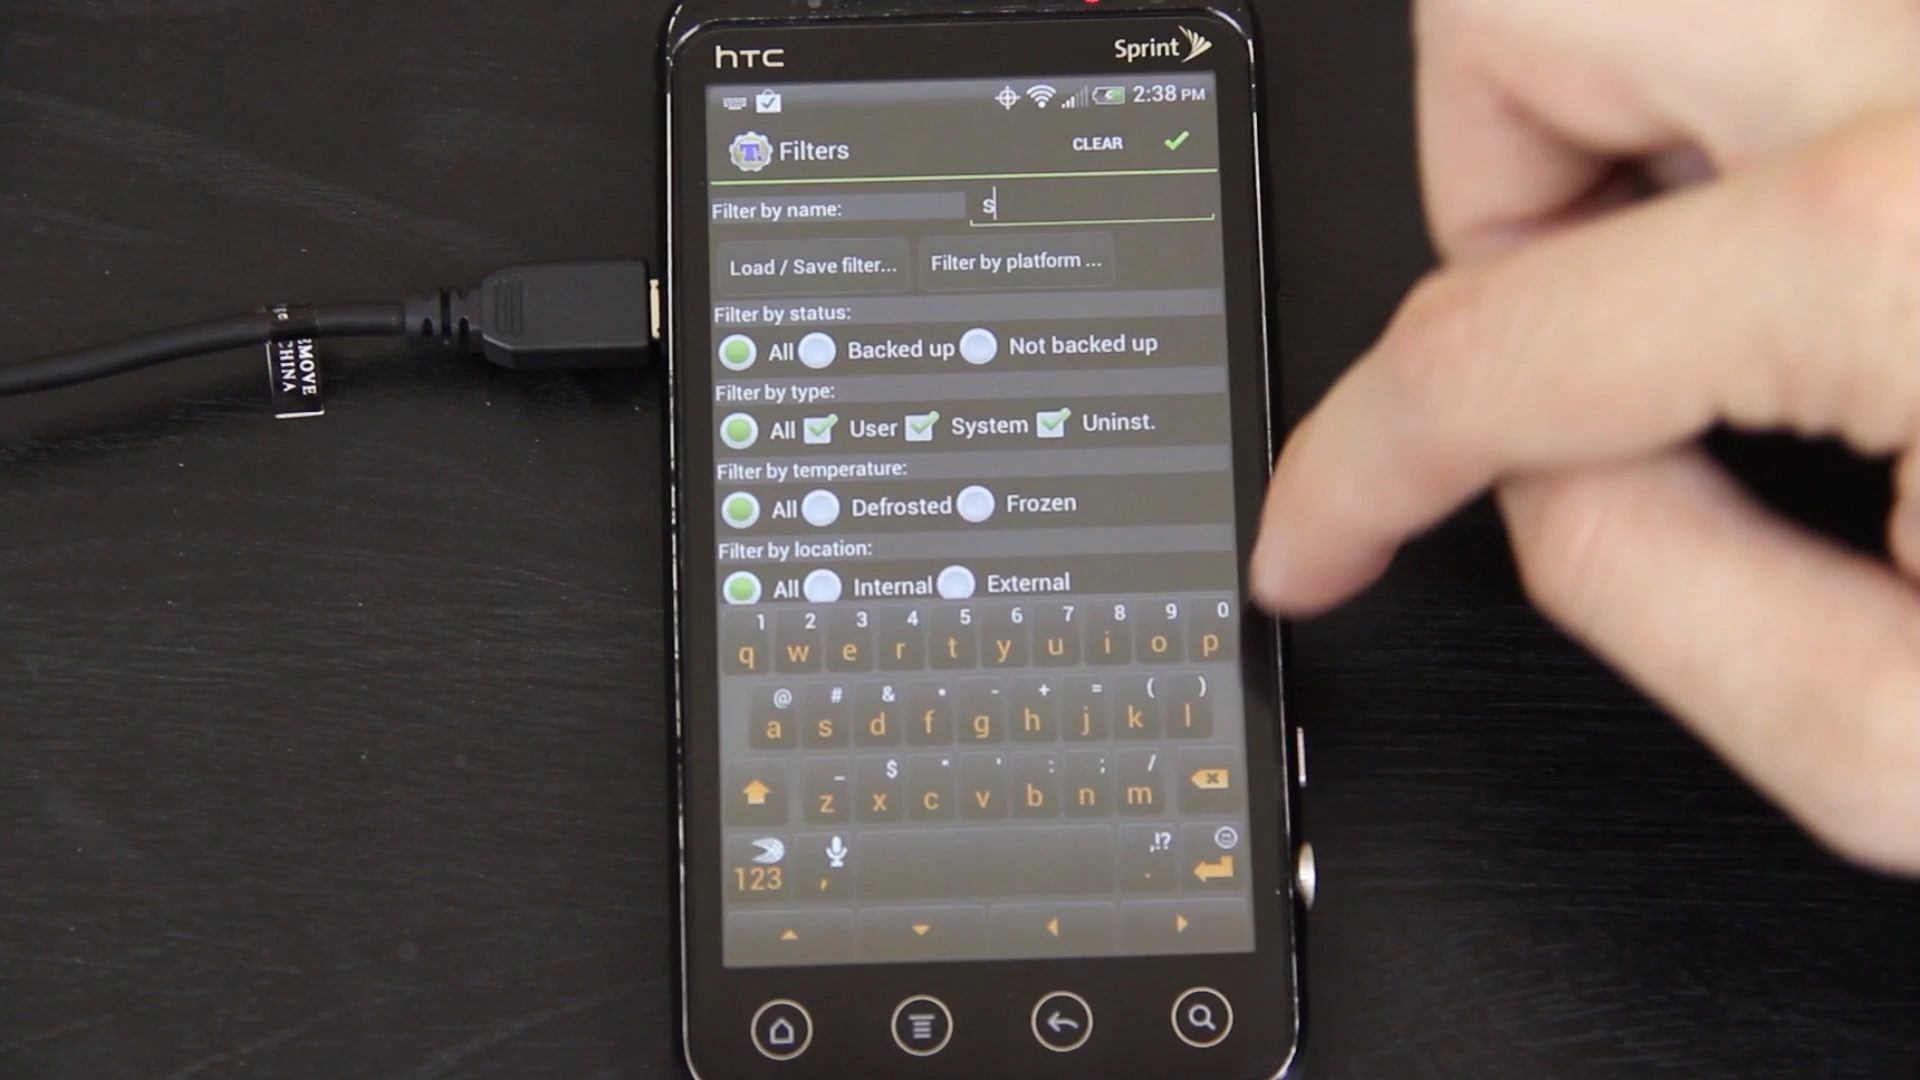 hTC
Sprint
2:38 PM
Filters
CLEAR
Filter by name:
s
Load / Save filter...
Filter by platform ...
Filter by status:
All Backed up Not backed up
Filter by type:
All User System Uninst.
Filter by temperature:
All Defrosted Frozen
Filter by location:
All Internal External
1 2 3 4 5 6 7 8 9 0
q w e r t y u i o p
@ # & * - + = ( )
a s d f g h j k l
_ $ " ' : ; /
z x c v b n m
,!?
123 , .
EMOVE
CHINA